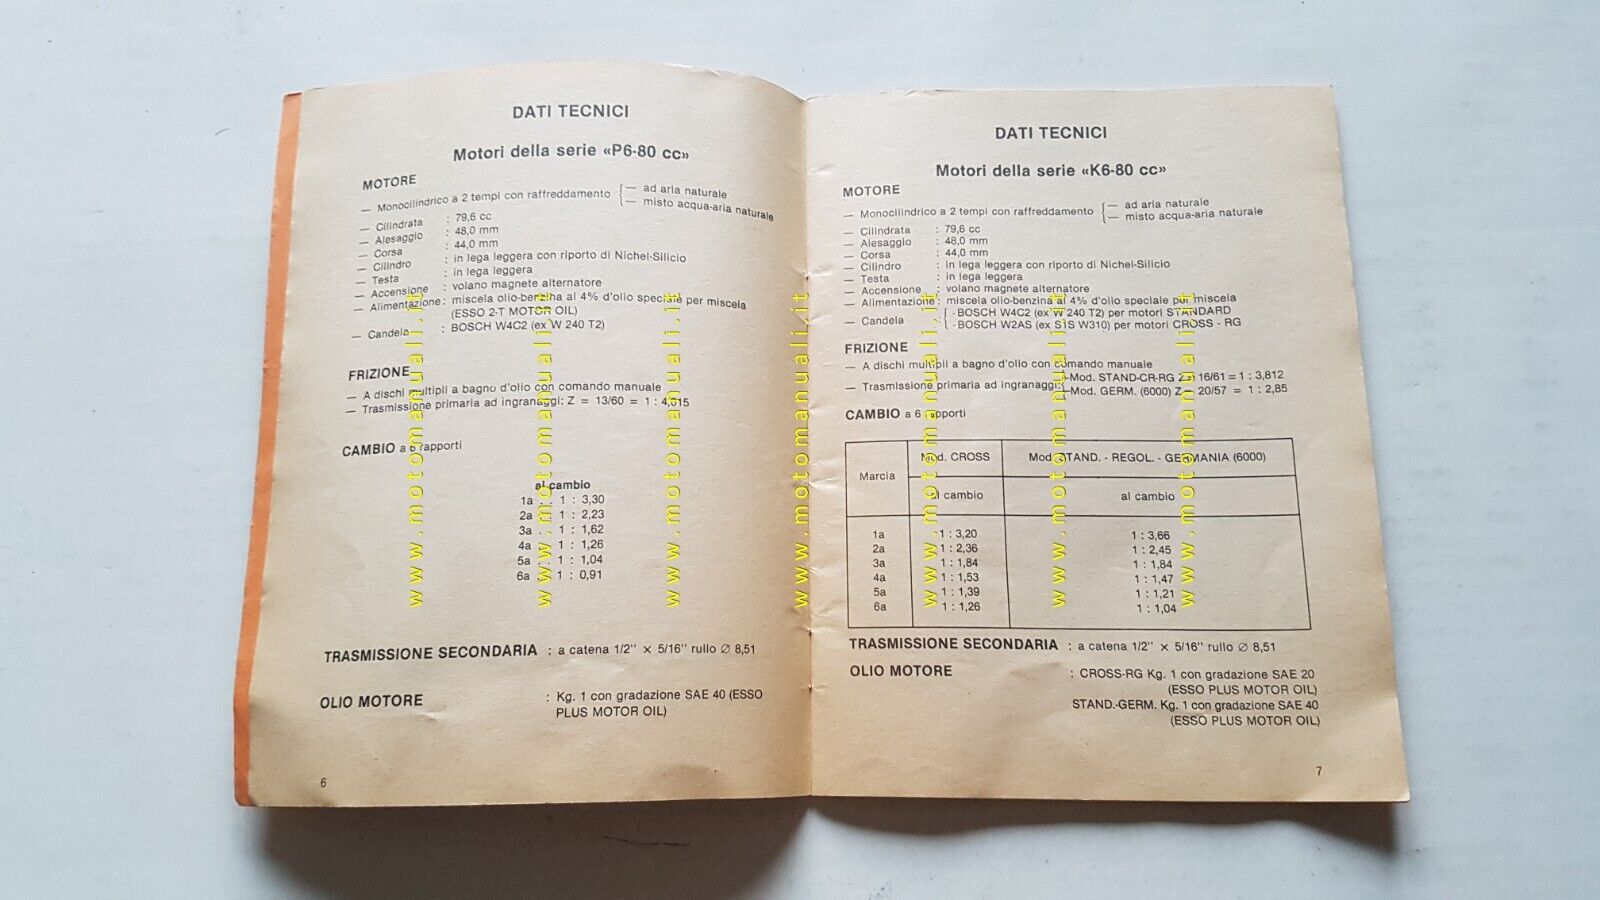 DATI TECNICI
Motori della serie «P6-80 cc»
MOTORE
— Monocilindrico a 2 tempi con raffreddamento { — ad aria naturale
— misto acqua-aria naturale
— Cilindrata : 79,6 cc
— Alesaggio : 48,0 mm
— Corsa : 44,0 mm
— Cilindro : in lega leggera con riporto di Nichel-Silicio
— Testa : in lega leggera
— Accensione : volano magnete alternatore
— Alimentazione : miscela olio-benzina al 4% d'olio speciale per miscela
(ESSO 2-T MOTOR OIL)
— Candela : BOSCH W4C2 (ex W 240 T2)
FRIZIONE
— A dischi multipli a bagno d'olio con comando manuale
— Trasmissione primaria ad ingranaggi: Z = 13/60 = 1 : 4,615
CAMBIO a 6 rapporti
al cambio
1a . . 1 : 3,30
2a . . 1 : 2,23
3a . . 1 : 1,62
4a . . 1 : 1,26
5a . . 1 : 1,04
6a . . 1 : 0,91
TRASMISSIONE SECONDARIA : a catena 1/2'' × 5/16'' rullo ∅ 8,51
OLIO MOTORE : Kg. 1 con gradazione SAE 40 (ESSO
PLUS MOTOR OIL)
6
DATI TECNICI
Motori della serie «K6-80 cc»
MOTORE
— Monocilindrico a 2 tempi con raffreddamento { — ad aria naturale
— misto acqua-aria naturale
— Cilindrata : 79,6 cc
— Alesaggio : 48,0 mm
— Corsa : 44,0 mm
— Cilindro : in lega leggera con riporto di Nichel-Silicio
— Testa : in lega leggera
— Accensione : volano magnete alternatore
— Alimentazione : miscela olio-benzina al 4% d'olio speciale per miscela
— Candela : { - BOSCH W4C2 (ex W 240 T2) per motori STANDARD
- BOSCH W2AS (ex S1S W310) per motori CROSS - RG
FRIZIONE
— A dischi multipli a bagno d'olio con comando manuale
— Trasmissione primaria ad ingranaggi: { —Mod. STAND-CR-RG Z = 16/61 = 1 : 3,812
—Mod. GERM. (6000) Z = 20/57 = 1 : 2,85
CAMBIO a 6 rapporti
Marcia Mod. CROSS Mod. STAND. - REGOL. - GERMANIA (6000)
al cambio al cambio
1a 1 : 3,20 1 : 3,66
2a 1 : 2,36 1 : 2,45
3a 1 : 1,84 1 : 1,84
4a 1 : 1,53 1 : 1,47
5a 1 : 1,39 1 : 1,21
6a 1 : 1,26 1 : 1,04
TRASMISSIONE SECONDARIA : a catena 1/2'' × 5/16'' rullo ∅ 8,51
OLIO MOTORE : CROSS-RG Kg. 1 con gradazione SAE 20
(ESSO PLUS MOTOR OIL)
STAND.-GERM. Kg. 1 con gradazione SAE 40
(ESSO PLUS MOTOR OIL)
7
www.motomanuali.it
www.motomanuali.it
www.motomanuali.it
www.motomanuali.it
www.motomanuali.it
www.motomanuali.it
www.motomanuali.it